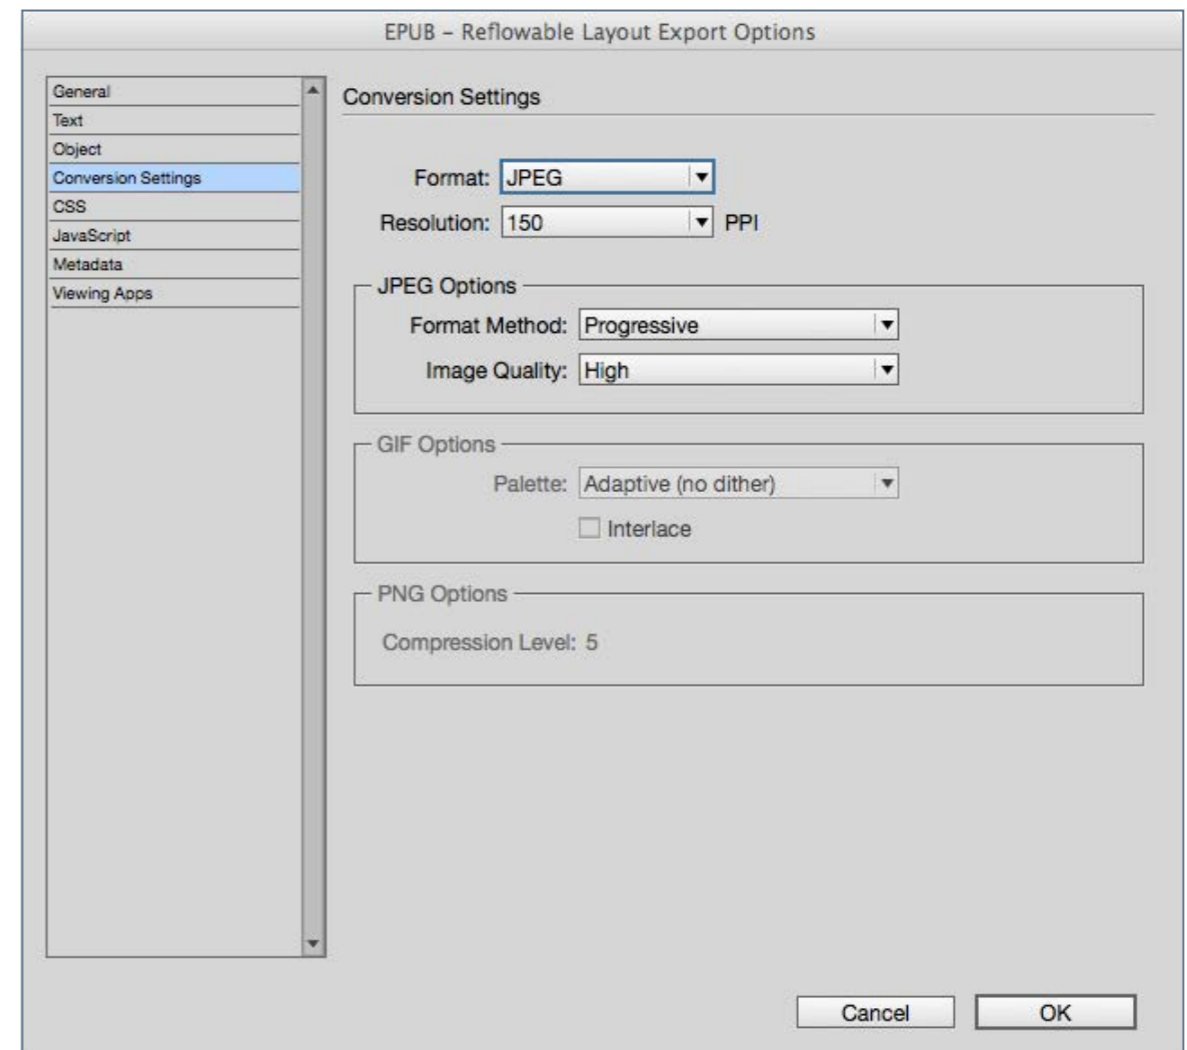 EPUB – Reflowable Layout Export Options
General
Text
Object
Conversion Settings
CSS
JavaScript
Metadata
Viewing Apps
Conversion Settings
Format: JPEG
Resolution: 150 PPI
JPEG Options
Format Method: Progressive
Image Quality: High
GIF Options
Palette: Adaptive (no dither)
Interlace
PNG Options
Compression Level: 5
Cancel OK